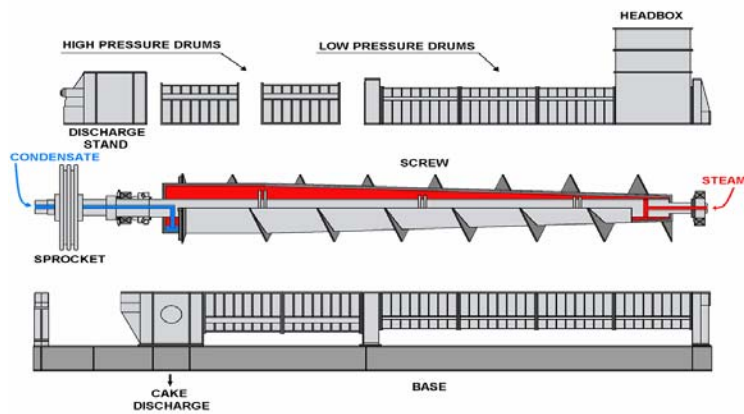 HEADBOX
HIGH PRESSURE DRUMS
LOW PRESSURE DRUMS
DISCHARGE
STAND
CONDENSATE
SCREW
STEAM
SPROCKET
CAKE
DISCHARGE
BASE